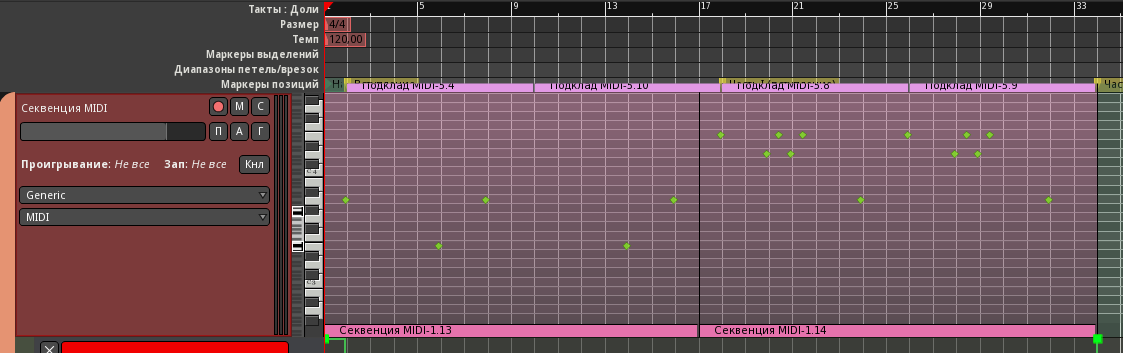 Такты : Доли 5 9 13 17 21 25 29 33
Размер 4/4
Темп 120,00
Маркеры выделений
Диапазоны петель/врезок
Маркеры позиций
Подклад MIDI-5.4 Подклад MIDI-5.10 Подклад MIDI-5.8 Подклад MIDI-5.9 Час
Секвенция MIDI М С
П А Г
Проигрывание: Не все Зап: Не все Кнл
Generic
MIDI
Секвенция MIDI-1.13 Секвенция MIDI-1.14